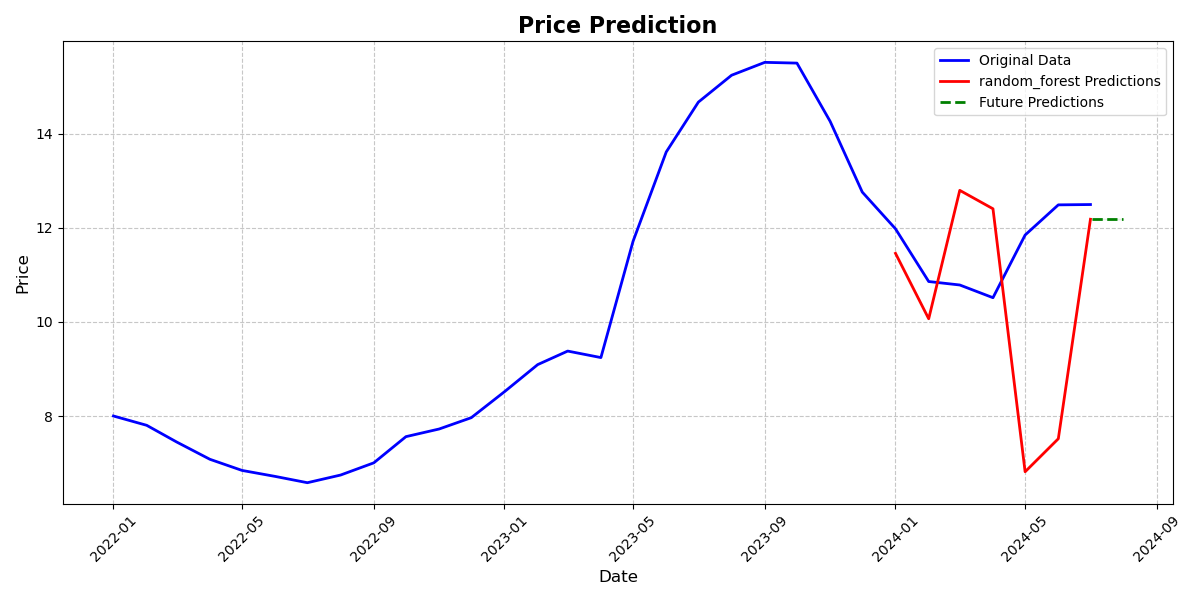 Price Prediction
Original Data
random_forest Predictions
Future Predictions
Price
14
12
10
8
2022-01
2022-05
2022-09
2023-01
2023-05
2023-09
2024-01
2024-05
2024-09
Date